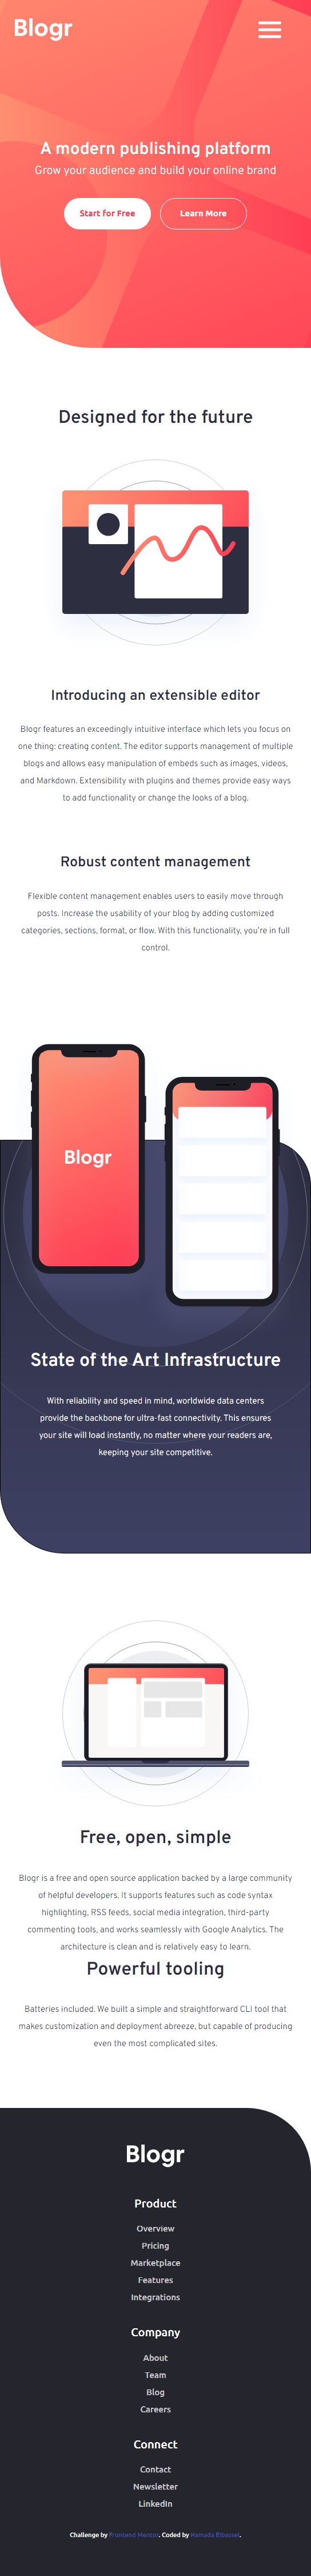 Blogr
A modern publishing platform
Grow your audience and build your online brand
Start for Free
Learn More
Designed for the future
Introducing an extensible editor
Blogr features an exceedingly intuitive interface which lets you focus on
one thing: creating content. The editor supports management of multiple
blogs and allows easy manipulation of embeds such as images, videos,
and Markdown. Extensibility with plugins and themes provide easy ways
to add functionality or change the looks of a blog.
Robust content management
Flexible content management enables users to easily move through
posts. Increase the usability of your blog by adding customized
categories, sections, format, or flow. With this functionality, you're in full
control.
Blogr
State of the Art Infrastructure
With reliability and speed in mind, worldwide data centers
provide the backbone for ultra-fast connectivity. This ensures
your site will load instantly, no matter where your readers are,
keeping your site competitive.
Free, open, simple
Blogr is a free and open source application backed by a large community
of helpful developers. It supports features such as code syntax
highlighting, RSS feeds, social media integration, third-party
commenting tools, and works seamlessly with Google Analytics. The
architecture is clean and is relatively easy to learn.
Powerful tooling
Batteries included. We built a simple and straightforward CLI tool that
makes customization and deployment abreeze, but capable of producing
even the most complicated sites.
Blogr
Product
Overview
Pricing
Marketplace
Features
Integrations
Company
About
Team
Blog
Careers
Connect
Contact
Newsletter
LinkedIn
Challenge by Frontend Mentor. Coded by Hamada Elbassel.